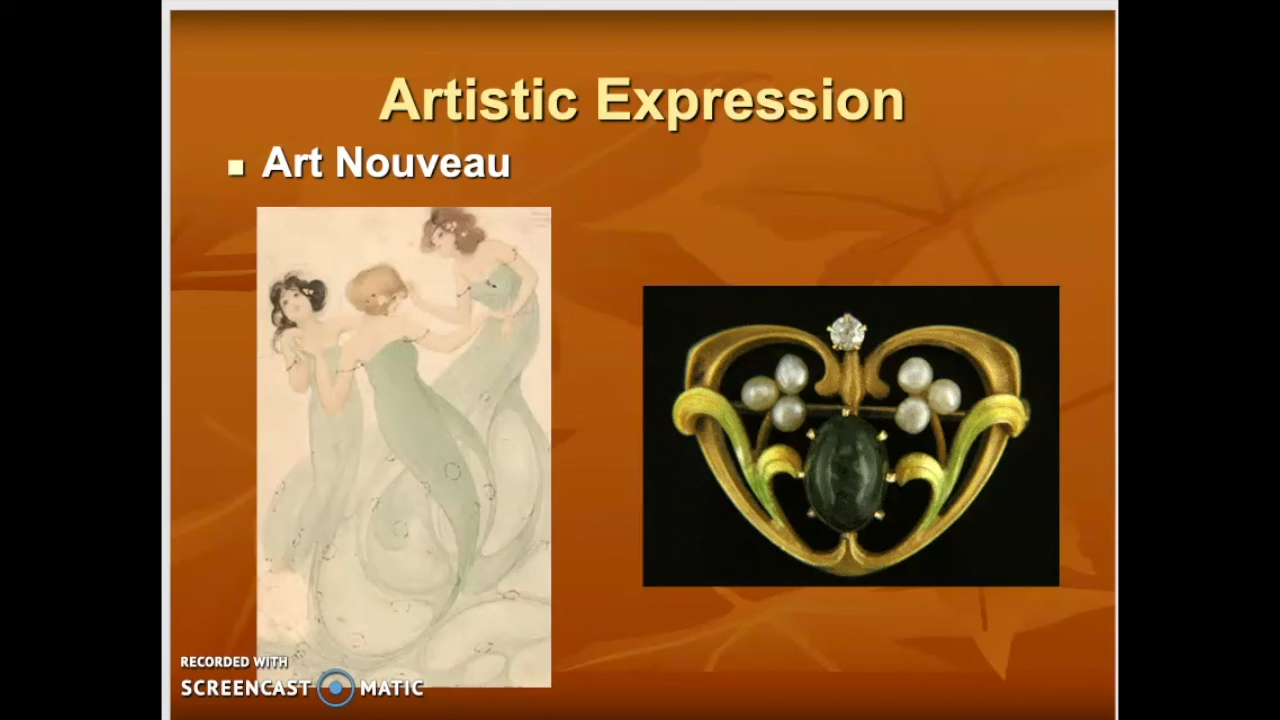 Artistic Expression
Art Nouveau
RECORDED WITH
SCREENCAST MATIC